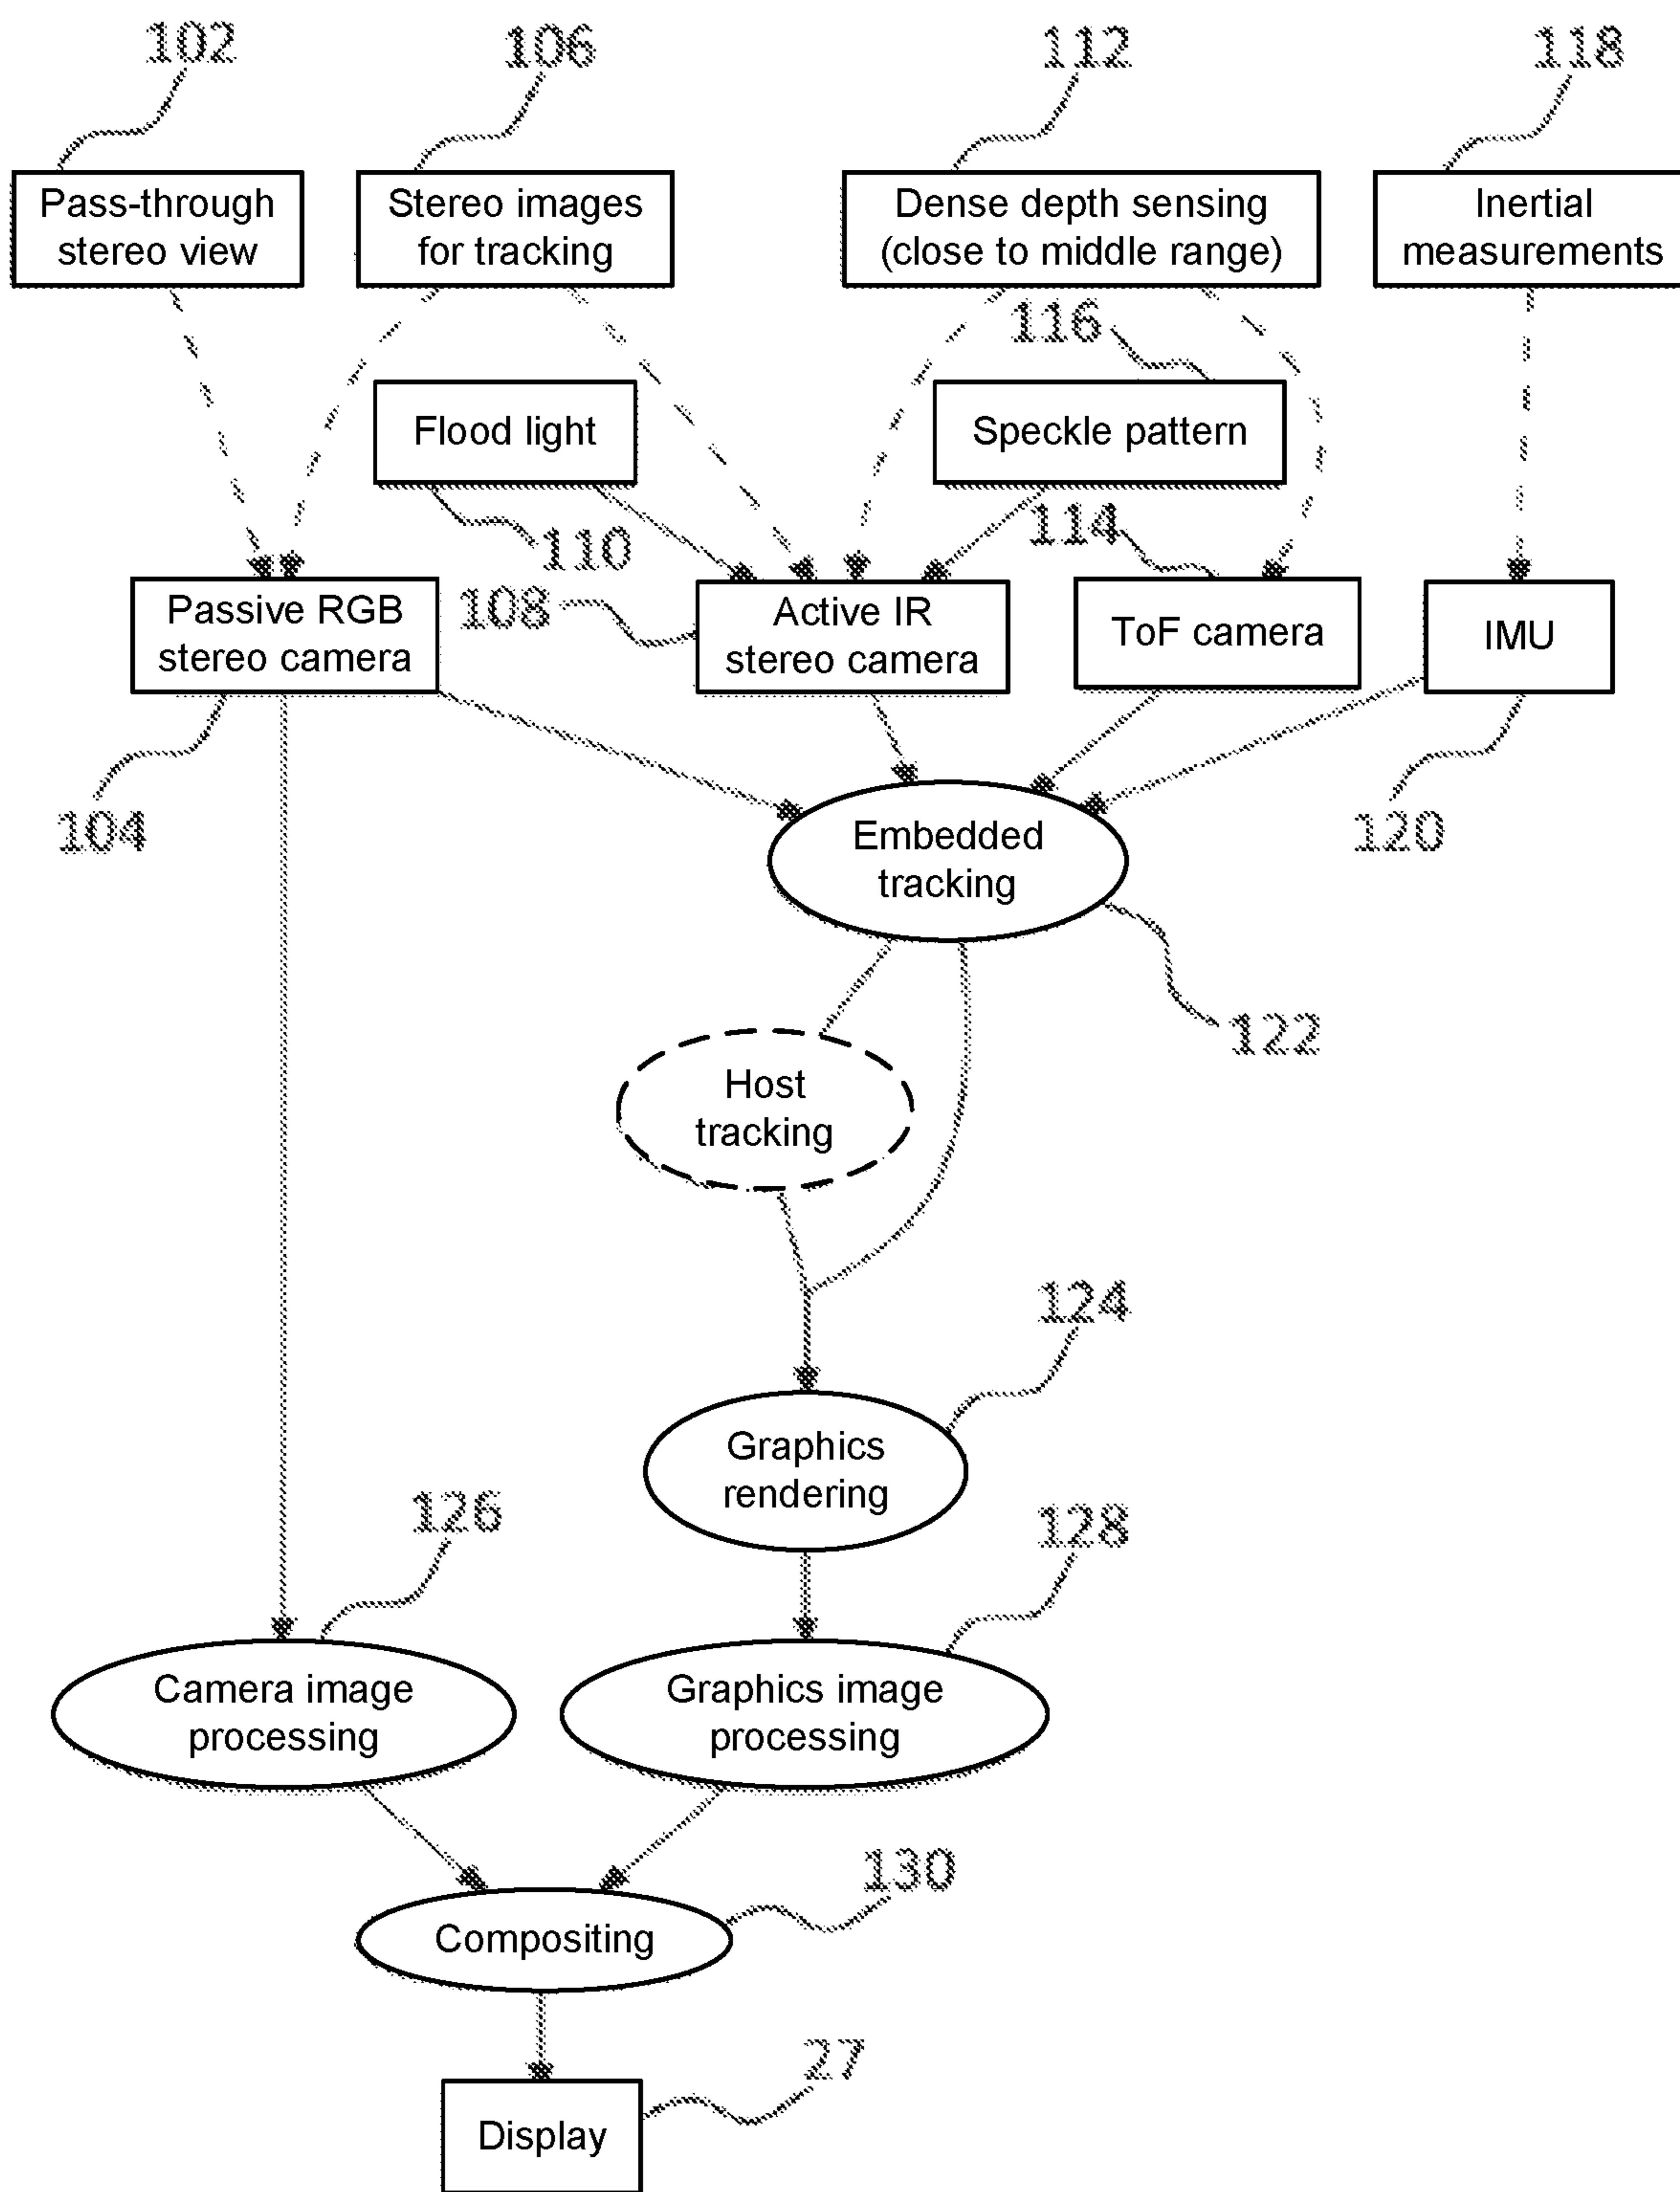 102
106
112
118
Pass-through
stereo view
Stereo images
for tracking
Dense depth sensing
(close to middle range)
Inertial
measurements
116
Flood light
Speckle pattern
110
114
Passive RGB
stereo camera
108
Active IR
stereo camera
ToF camera
IMU
104
120
Embedded
tracking
122
Host
tracking
124
Graphics
rendering
126
128
Camera image
processing
Graphics image
processing
130
Compositing
27
Display